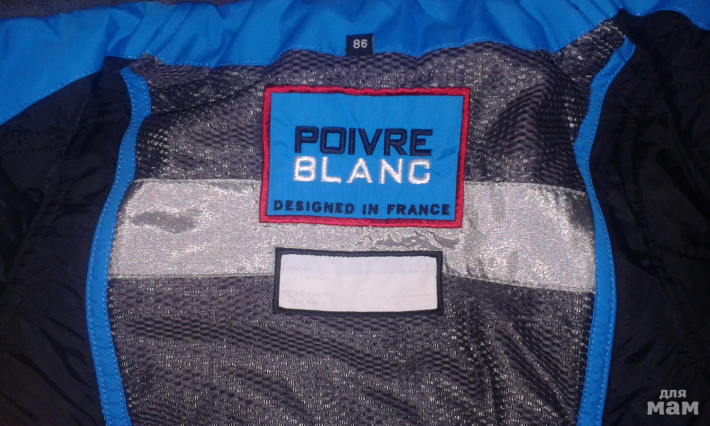 86
POIVRE
BLANC
DESIGNED IN FRANCE
для
мам